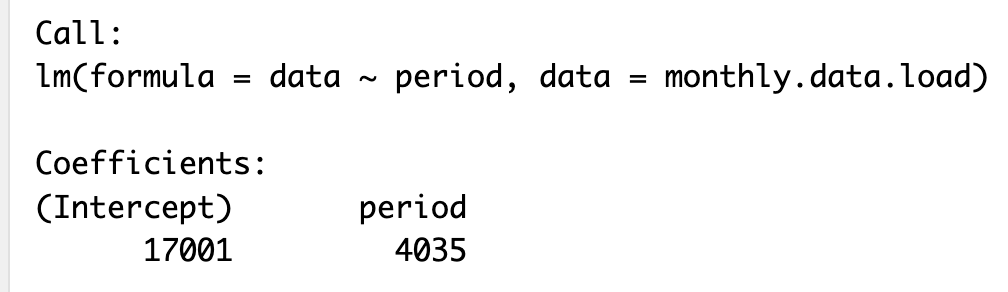 Call:
lm(formula = data ~ period, data = monthly.data.load)
Coefficients:
(Intercept) period
17001 4035